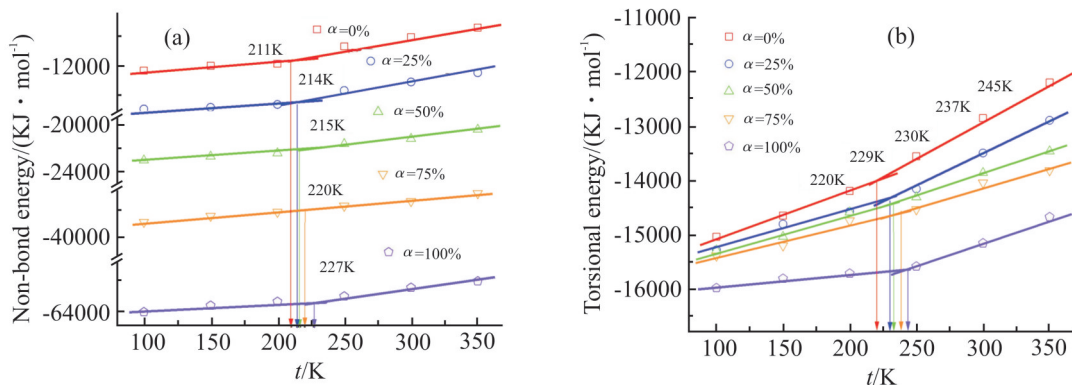 (a)
α=0%
211K
-12000
α=25%
214K
α=50%
-20000
215K
-24000
α=75%
220K
-40000
α=100%
227K
-64000
100 150 200 250 300 350
t/K
Non-bond energy/(KJ·mol⁻¹)
-11000
(b)
α=0%
-12000
α=25%
245K
α=50%
237K
-13000
α=75%
230K
α=100%
229K
-14000
220K
-15000
-16000
100 150 200 250 300 350
t/K
Torsional energy/(KJ·mol⁻¹)